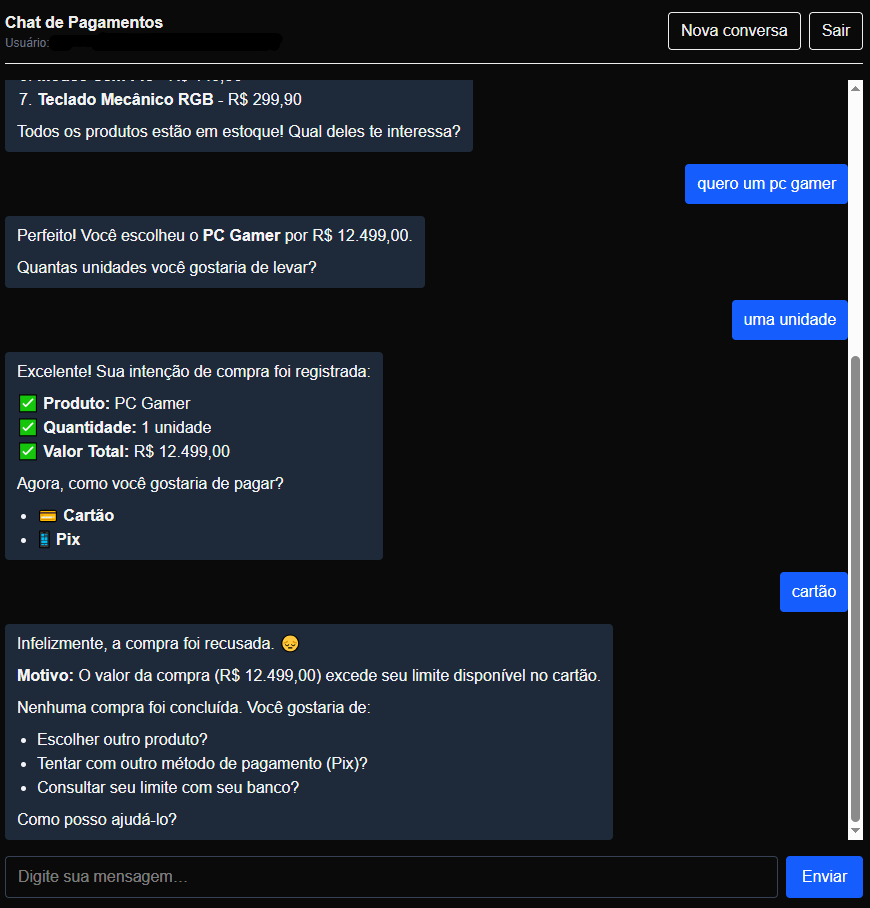 Chat de Pagamentos
Nova conversa
Sair
Usuário:
7. Teclado Mecânico RGB - R$ 299,90
Todos os produtos estão em estoque! Qual deles te interessa?
quero um pc gamer
Perfeito! Você escolheu o PC Gamer por R$ 12.499,00.
Quantas unidades você gostaria de levar?
uma unidade
Excelente! Sua intenção de compra foi registrada:
✅ Produto: PC Gamer
✅ Quantidade: 1 unidade
✅ Valor Total: R$ 12.499,00
Agora, como você gostaria de pagar?
• 💳 Cartão
• 📱 Pix
cartão
Infelizmente, a compra foi recusada. 😔
Motivo: O valor da compra (R$ 12.499,00) excede seu limite disponível no cartão.
Nenhuma compra foi concluída. Você gostaria de:
• Escolher outro produto?
• Tentar com outro método de pagamento (Pix)?
• Consultar seu limite com seu banco?
Como posso ajudá-lo?
Digite sua mensagem...
Enviar